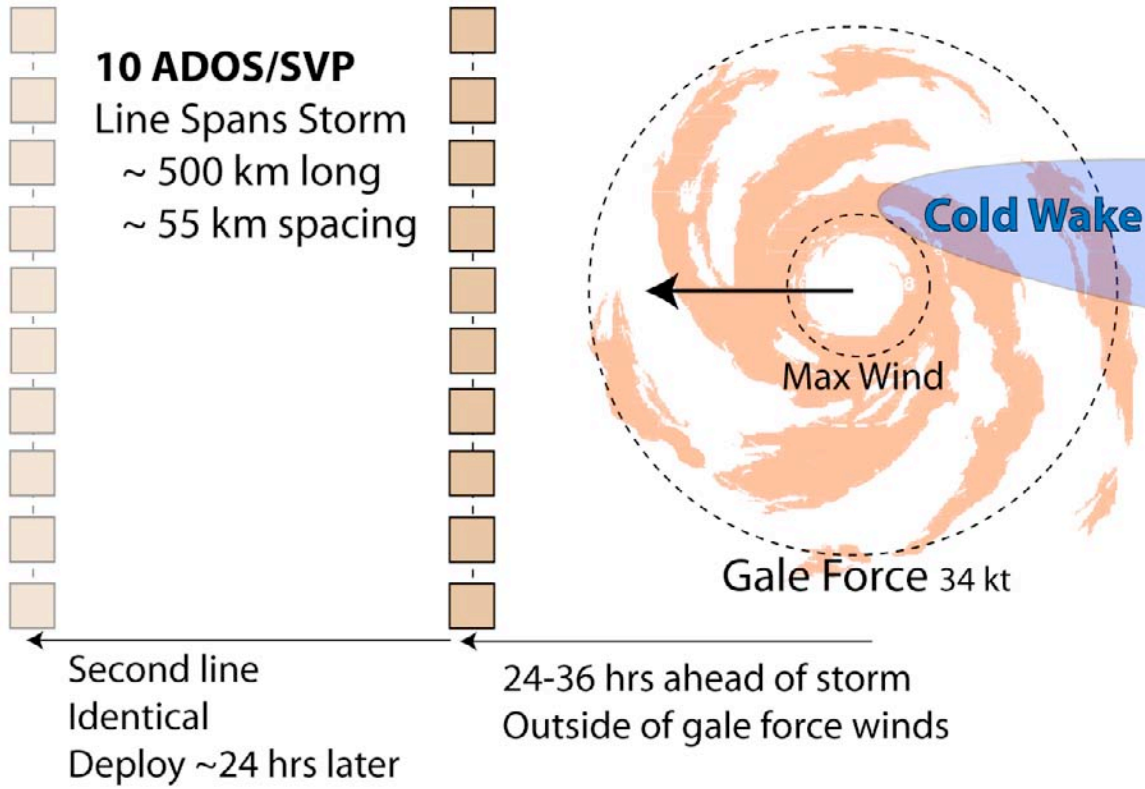 10 ADOS/SVP
Line Spans Storm
~ 500 km long
~ 55 km spacing
Cold Wake
Max Wind
Gale Force 34 kt
Second line
Identical
Deploy ~24 hrs later
24-36 hrs ahead of storm
Outside of gale force winds